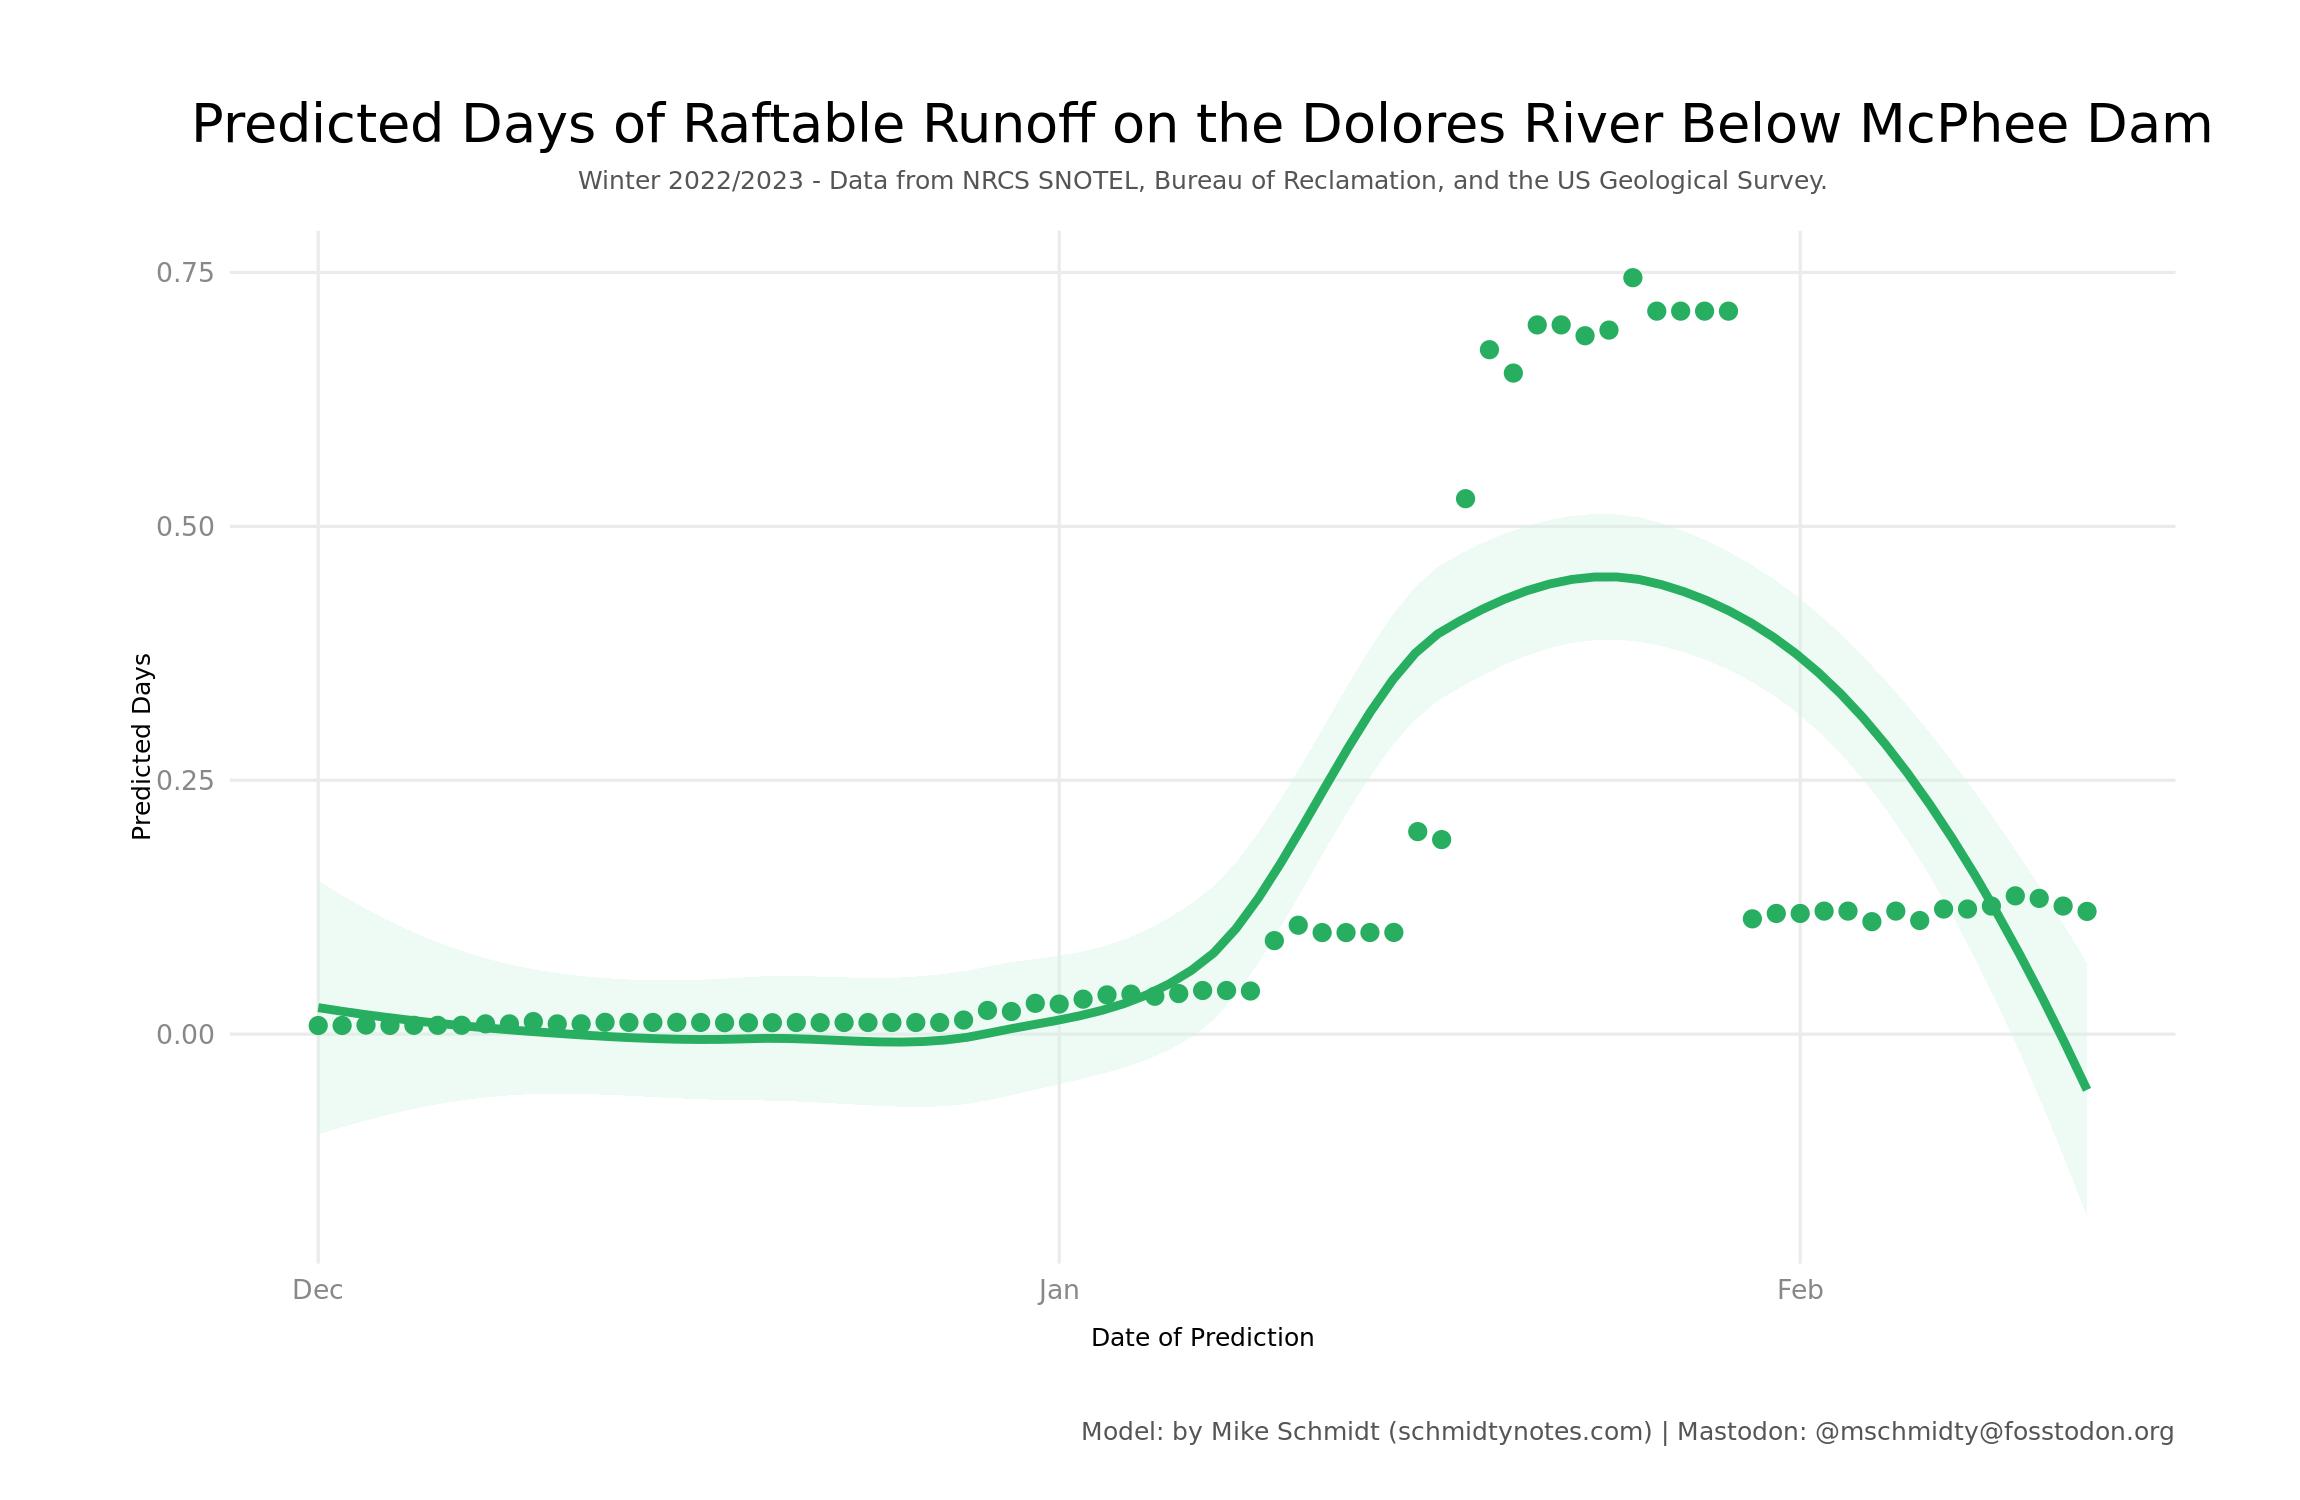 Predicted Days of Raftable Runoff on the Dolores River Below McPhee Dam
Winter 2022/2023 - Data from NRCS SNOTEL, Bureau of Reclamation, and the US Geological Survey.
0.75
0.50
0.25
0.00
Predicted Days
Dec Jan Feb
Date of Prediction
Model: by Mike Schmidt (schmidtynotes.com) | Mastodon: @mschmidty@fosstodon.org